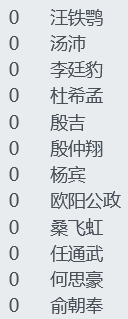 0 汪铁鹗
0 汤沛
0 李廷豹
0 杜希孟
0 殷吉
0 殷仲翔
0 杨宾
0 欧阳公政
0 桑飞虹
0 任通武
0 何思豪
0 俞朝奉